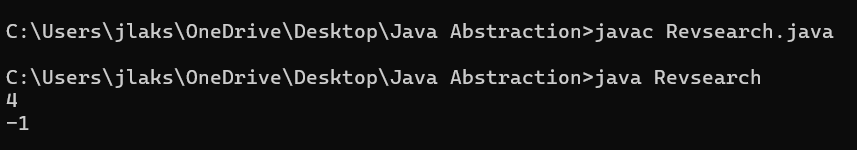 C:\Users\jlaks\OneDrive\Desktop\Java Abstraction>javac Revsearch.java
C:\Users\jlaks\OneDrive\Desktop\Java Abstraction>java Revsearch
4
-1